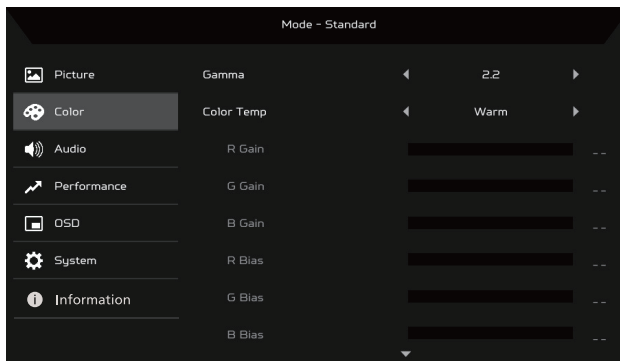 Mode - Standard
Picture
Gamma
2.2
Color
Color Temp
Warm
Audio
R Gain
--
Performance
G Gain
--
OSD
B Gain
--
System
R Bias
--
Information
G Bias
--
B Bias
--